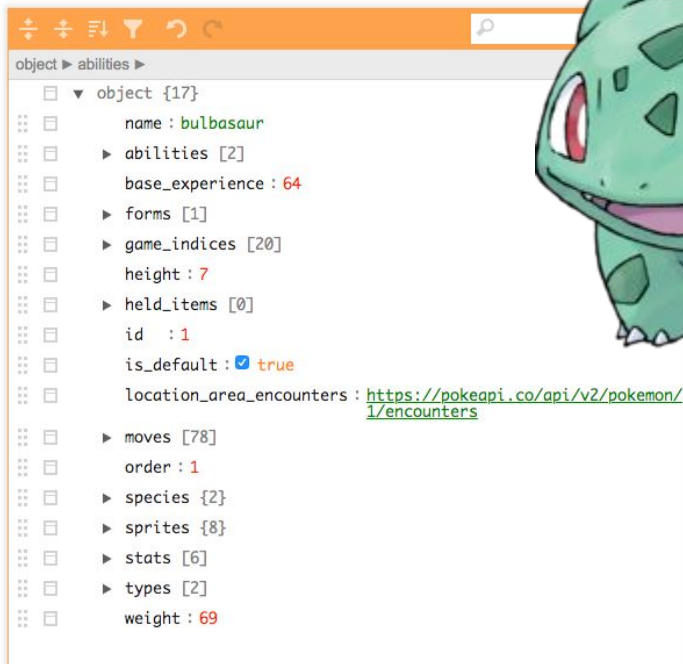 object ▶ abilities ▶
▼ object {17}
name : bulbasaur
▶ abilities [2]
base_experience : 64
▶ forms [1]
▶ game_indices [20]
height : 7
▶ held_items [0]
id : 1
is_default : true
location_area_encounters : https://pokeapi.co/api/v2/pokemon/
1/encounters
▶ moves [78]
order : 1
▶ species {2}
▶ sprites {8}
▶ stats [6]
▶ types [2]
weight : 69